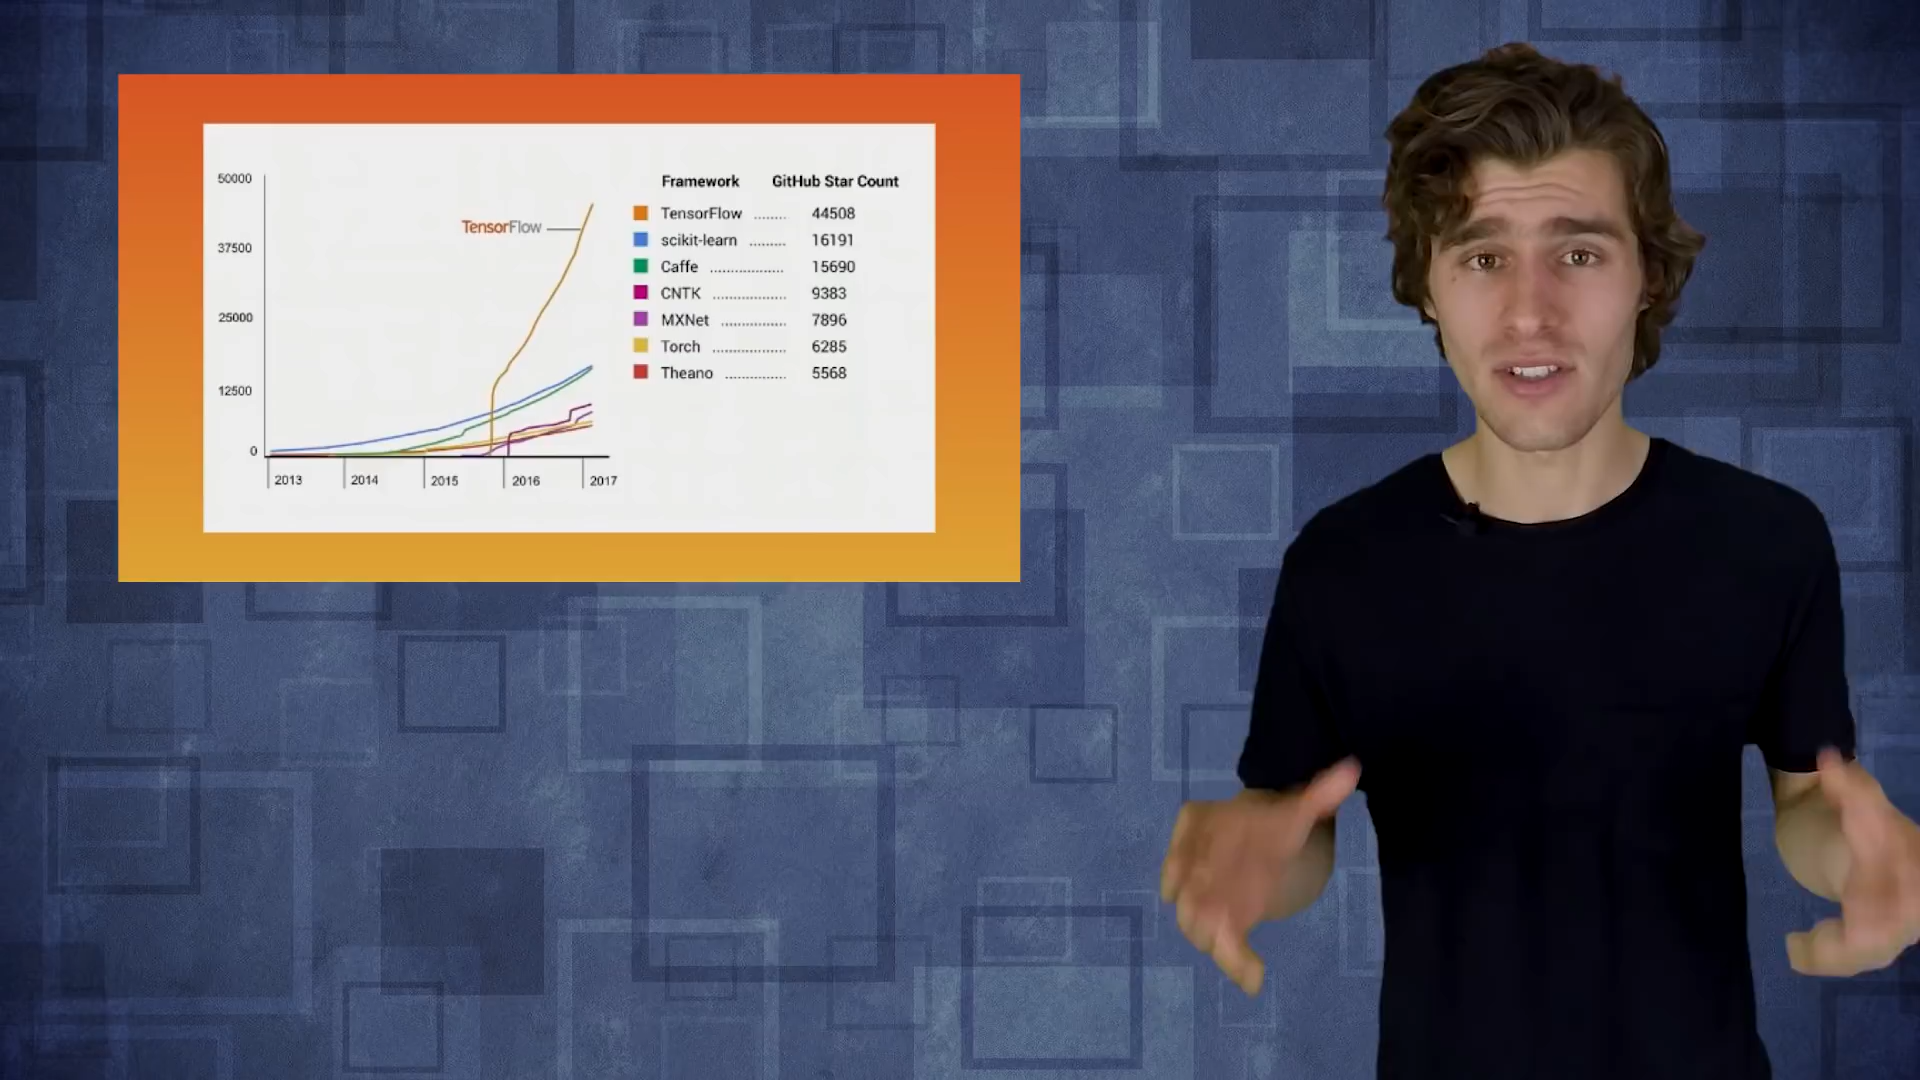 50000
37500
25000
12500
0
2013 2014 2015 2016 2017
TensorFlow
Framework GitHub Star Count
TensorFlow ........ 44508
scikit-learn ......... 16191
Caffe .................. 15690
CNTK .................. 9383
MXNet ................ 7896
Torch .................. 6285
Theano ............... 5568